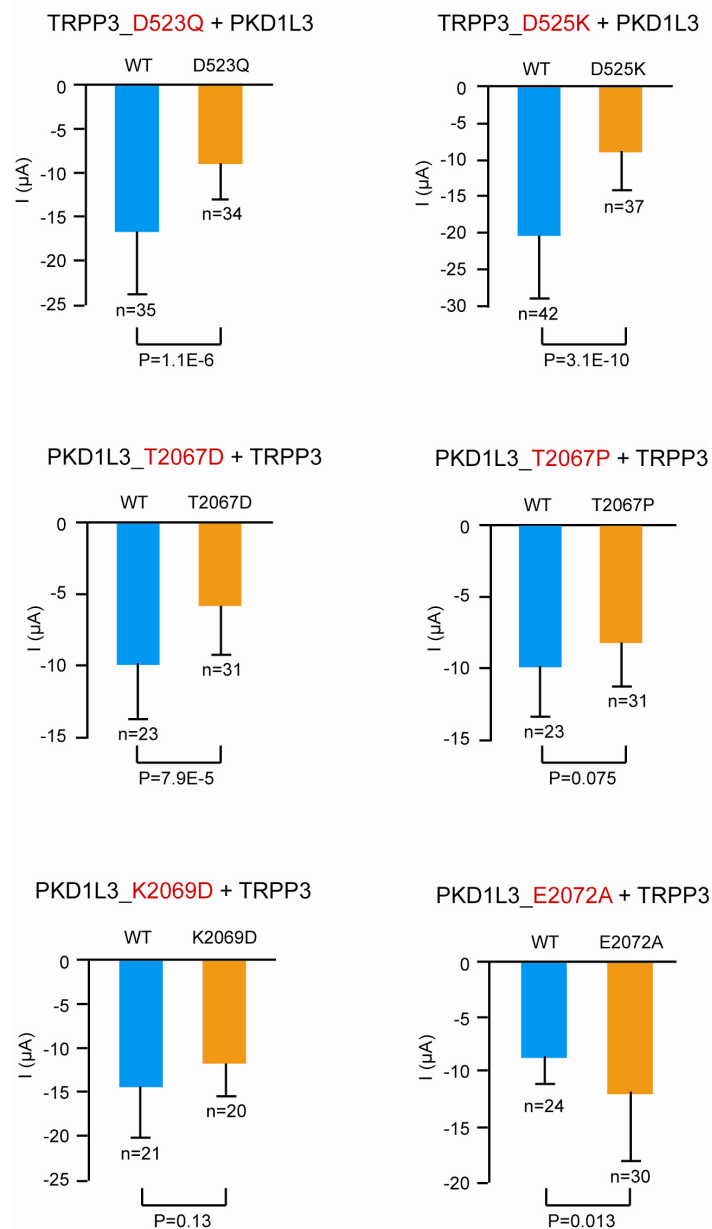 TRPP3_D523Q + PKD1L3
WT D523Q
0
-5
-10
-15
-20
-25
I (µA)
n=34
n=35
P=1.1E-6
TRPP3_D525K + PKD1L3
WT D525K
0
-5
-10
-15
-20
-25
-30
I (µA)
n=37
n=42
P=3.1E-10
PKD1L3_T2067D + TRPP3
WT T2067D
0
-5
-10
-15
I (µA)
n=31
n=23
P=7.9E-5
PKD1L3_T2067P + TRPP3
WT T2067P
0
-5
-10
-15
I (µA)
n=31
n=23
P=0.075
PKD1L3_K2069D + TRPP3
WT K2069D
0
-5
-10
-15
-20
-25
I (µA)
n=20
n=21
P=0.13
PKD1L3_E2072A + TRPP3
WT E2072A
0
-5
-10
-15
-20
I (µA)
n=24
n=30
P=0.013